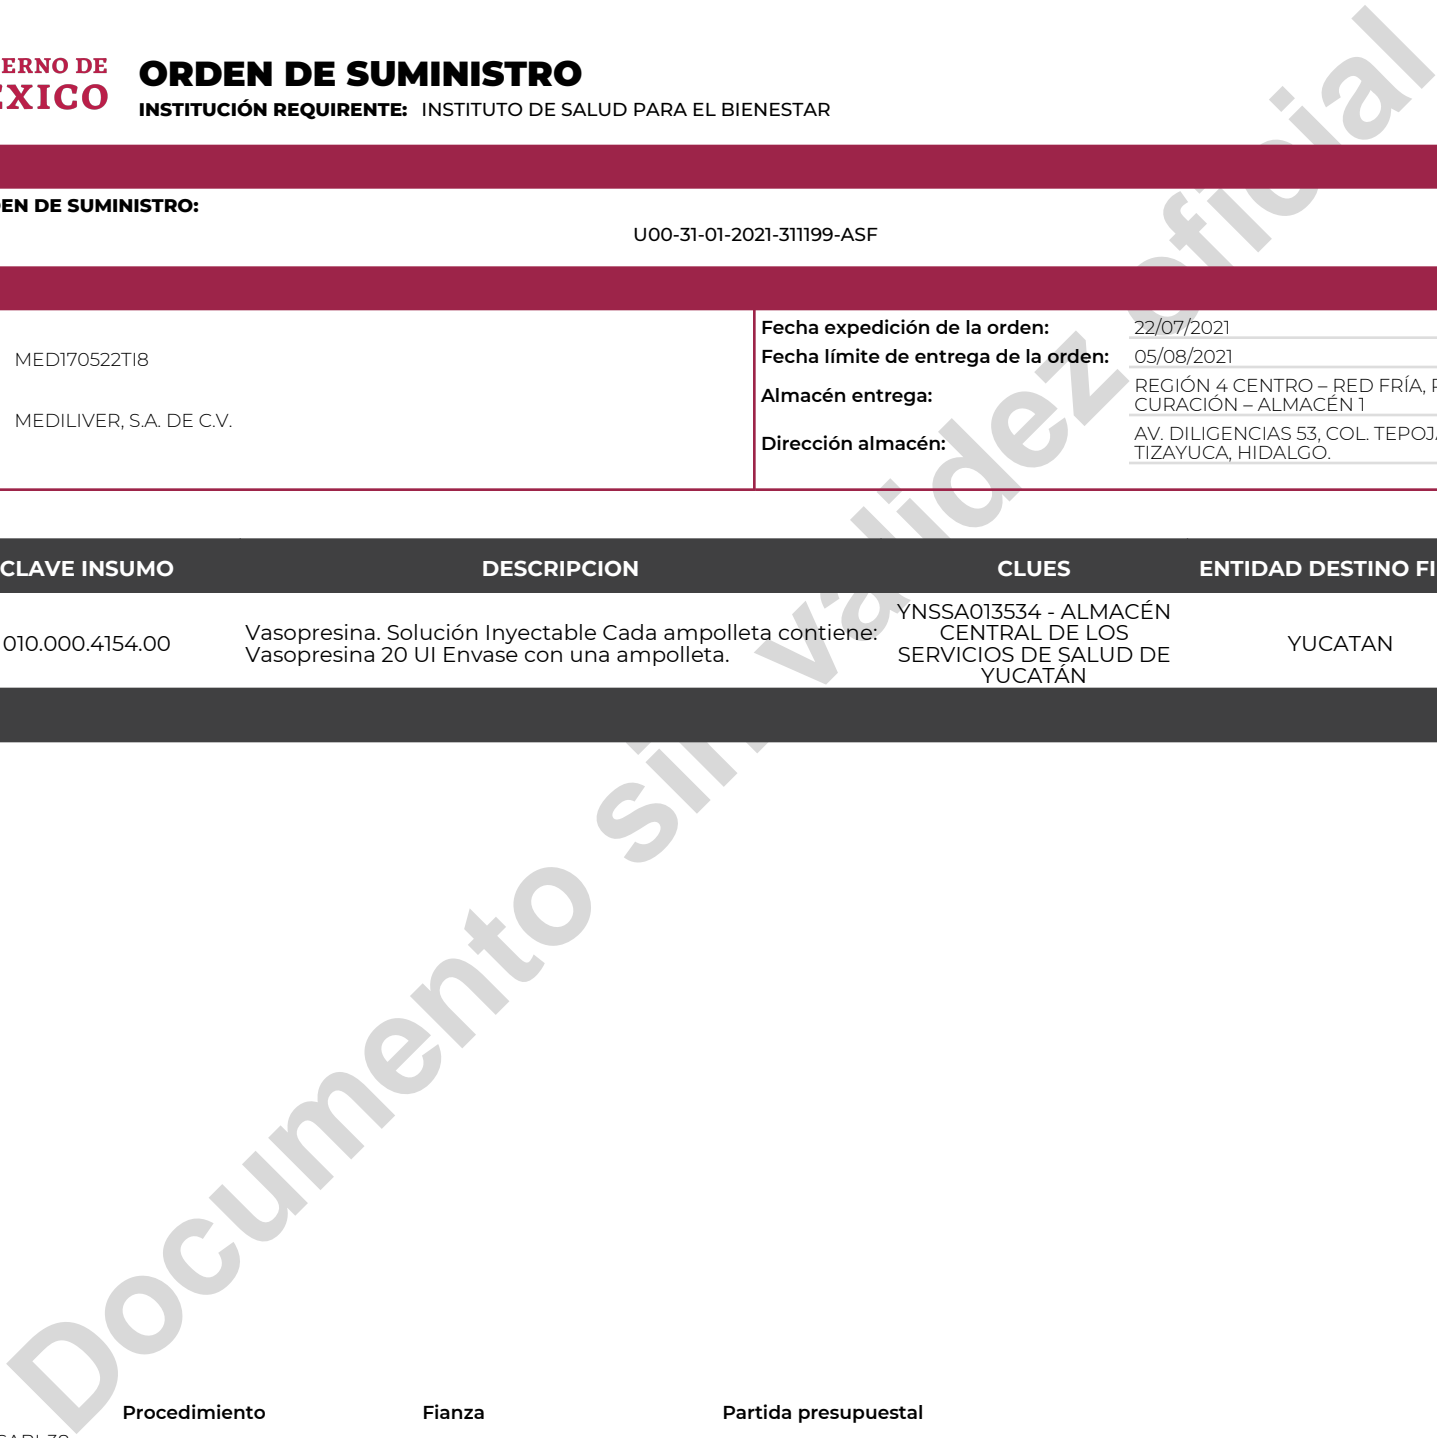 ERNO DE
EXICO
ORDEN DE SUMINISTRO
INSTITUCIÓN REQUIRENTE: INSTITUTO DE SALUD PARA EL BIENESTAR
EN DE SUMINISTRO:
U00-31-01-2021-311199-ASF
MED170522TI8
MEDILIVER, S.A. DE C.V.
Fecha expedición de la orden: 22/07/2021
Fecha límite de entrega de la orden: 05/08/2021
Almacén entrega: REGIÓN 4 CENTRO – RED FRÍA,
CURACIÓN – ALMACÉN 1
Dirección almacén: AV. DILIGENCIAS 53, COL. TEPOJA
TIZAYUCA, HIDALGO.
CLAVE INSUMO DESCRIPCION CLUES ENTIDAD DESTINO FI
010.000.4154.00
Vasopresina. Solución Inyectable Cada ampolleta contiene:
Vasopresina 20 UI Envase con una ampolleta.
YNSSA013534 - ALMACÉN
CENTRAL DE LOS
SERVICIOS DE SALUD DE
YUCATÁN
YUCATAN
Documento sin validez oficial
Procedimiento Fianza Partida presupuestal